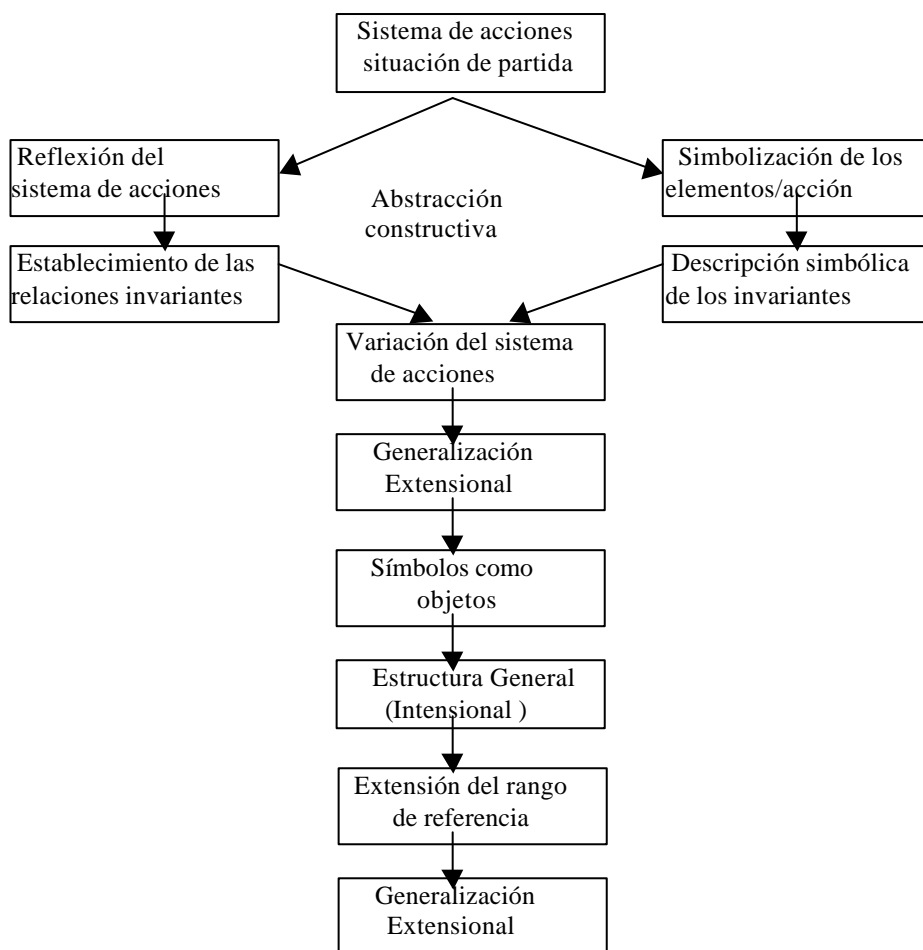 Sistema de acciones
situación de partida
Reflexión del
sistema de acciones
Simbolización de los
elementos/acción
Abstracción
constructiva
Establecimiento de las
relaciones invariantes
Descripción simbólica
de los invariantes
Variación del sistema
de acciones
Generalización
Extensional
Símbolos como
objetos
Estructura General
(Intensional )
Extensión del rango
de referencia
Generalización
Extensional